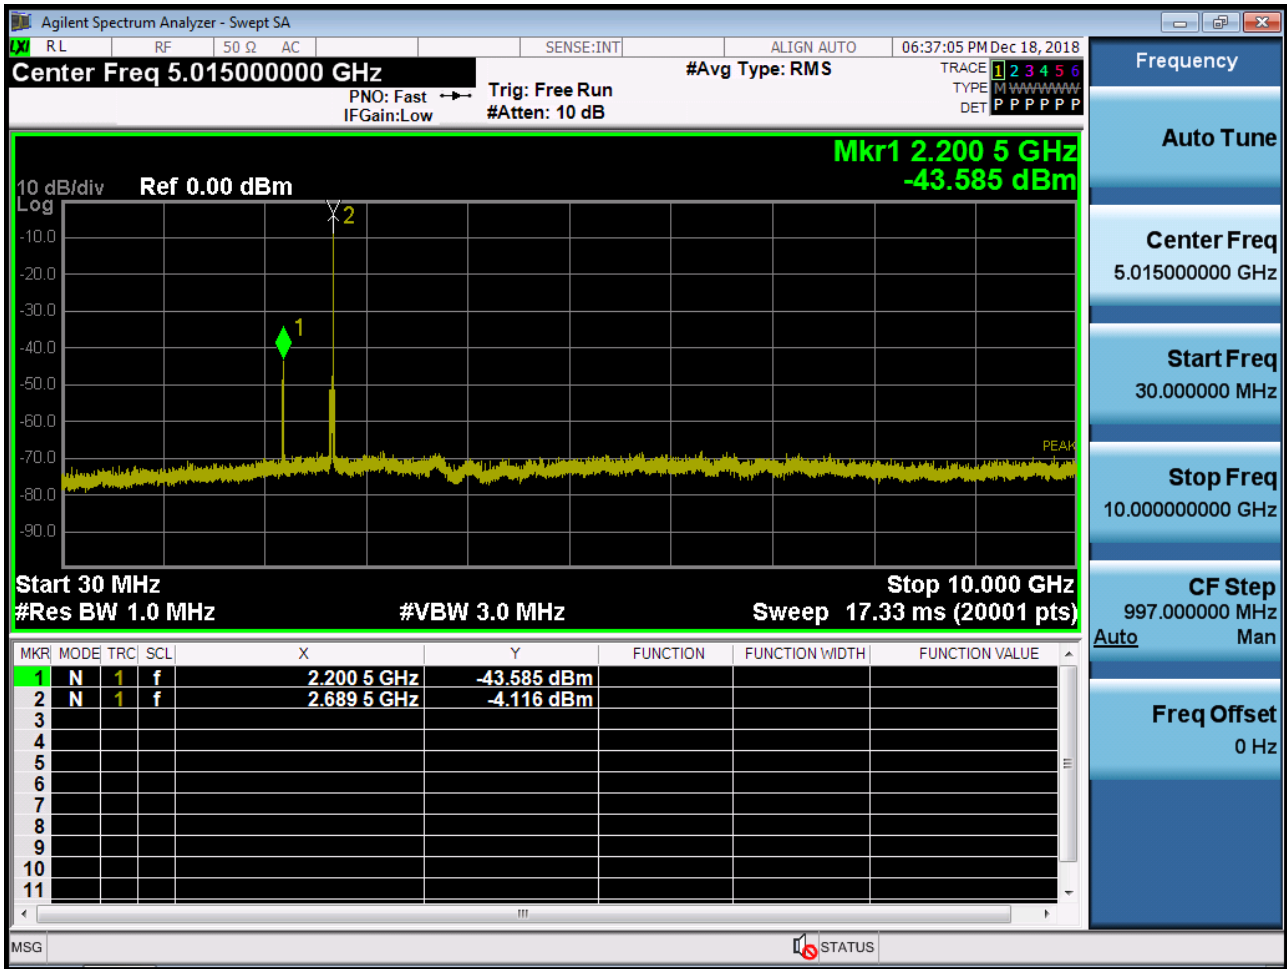 Agilent Spectrum Analyzer - Swept SA
LXI RL RF 50 Ω AC SENSE:INT ALIGN AUTO 06:37:05 PM Dec 18, 2018
Center Freq 5.015000000 GHz
PNO: Fast
IFGain:Low
Trig: Free Run
#Atten: 10 dB
#Avg Type: RMS
TRACE 1 2 3 4 5 6
TYPE M WWWWW
DET P P P P P P
Mkr1 2.200 5 GHz
-43.585 dBm
10 dB/div Ref 0.00 dBm
Log
-10.0
-20.0
-30.0
-40.0
-50.0
-60.0
-70.0
-80.0
-90.0
1
2
PEAK
Start 30 MHz Stop 10.000 GHz
#Res BW 1.0 MHz #VBW 3.0 MHz Sweep 17.33 ms (20001 pts)
MKR MODE TRC SCL X Y FUNCTION FUNCTION WIDTH FUNCTION VALUE
1 N 1 f 2.200 5 GHz -43.585 dBm
2 N 1 f 2.689 5 GHz -4.116 dBm
3
4
5
6
7
8
9
10
11
MSG STATUS
Frequency
Auto Tune
Center Freq
5.015000000 GHz
Start Freq
30.000000 MHz
Stop Freq
10.000000000 GHz
CF Step
997.000000 MHz
Auto Man
Freq Offset
0 Hz